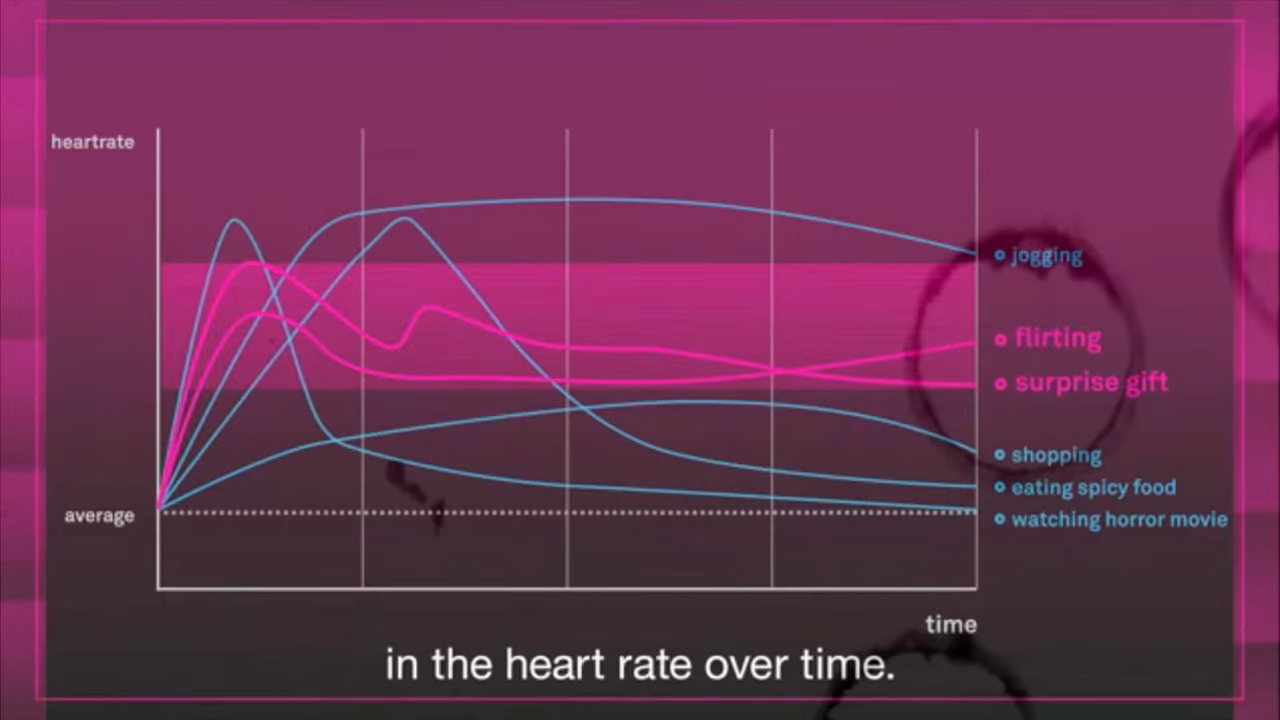 heartrate
jogging
flirting
surprise gift
shopping
eating spicy food
average
watching horror movie
time
in the heart rate over time.